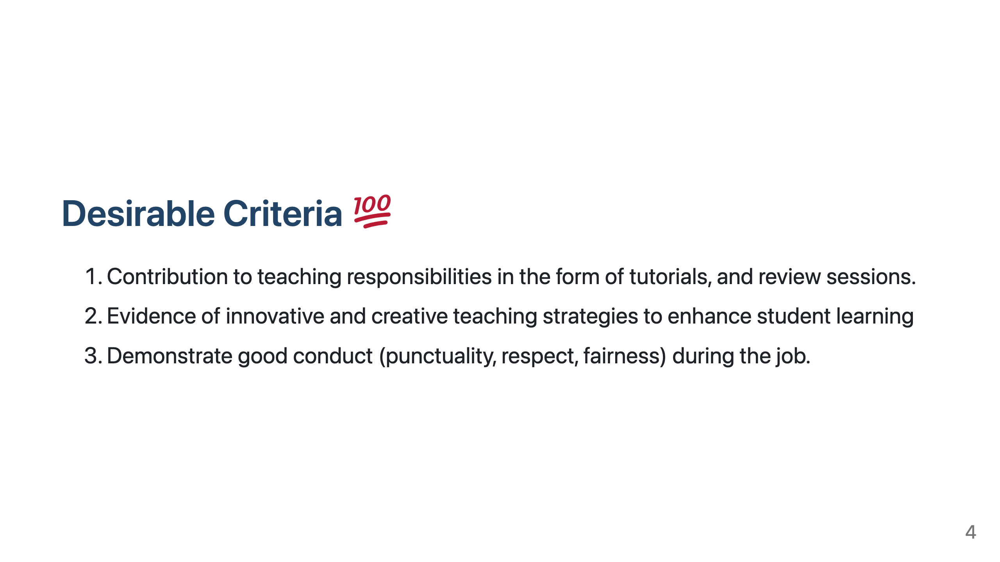 Desirable Criteria 💯
1. Contribution to teaching responsibilities in the form of tutorials, and review sessions.
2. Evidence of innovative and creative teaching strategies to enhance student learning
3. Demonstrate good conduct (punctuality, respect, fairness) during the job.
4